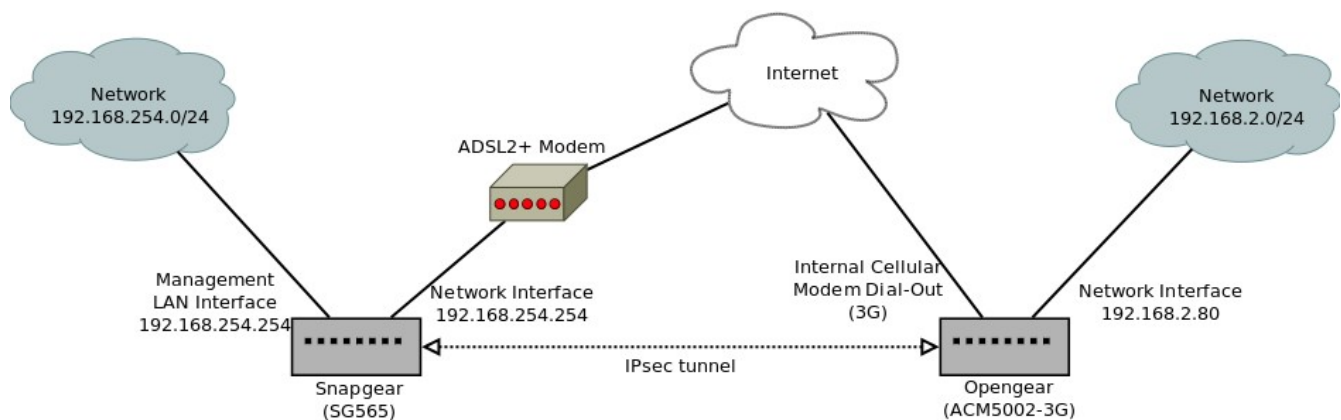 Network
192.168.254.0/24
Internet
Network
192.168.2.0/24
ADSL2+ Modem
Management
LAN Interface
192.168.254.254
Network Interface
192.168.254.254
Internal Cellular
Modem Dial-Out
(3G)
Network Interface
192.168.2.80
IPsec tunnel
Snapgear
(SG565)
Opengear
(ACM5002-3G)